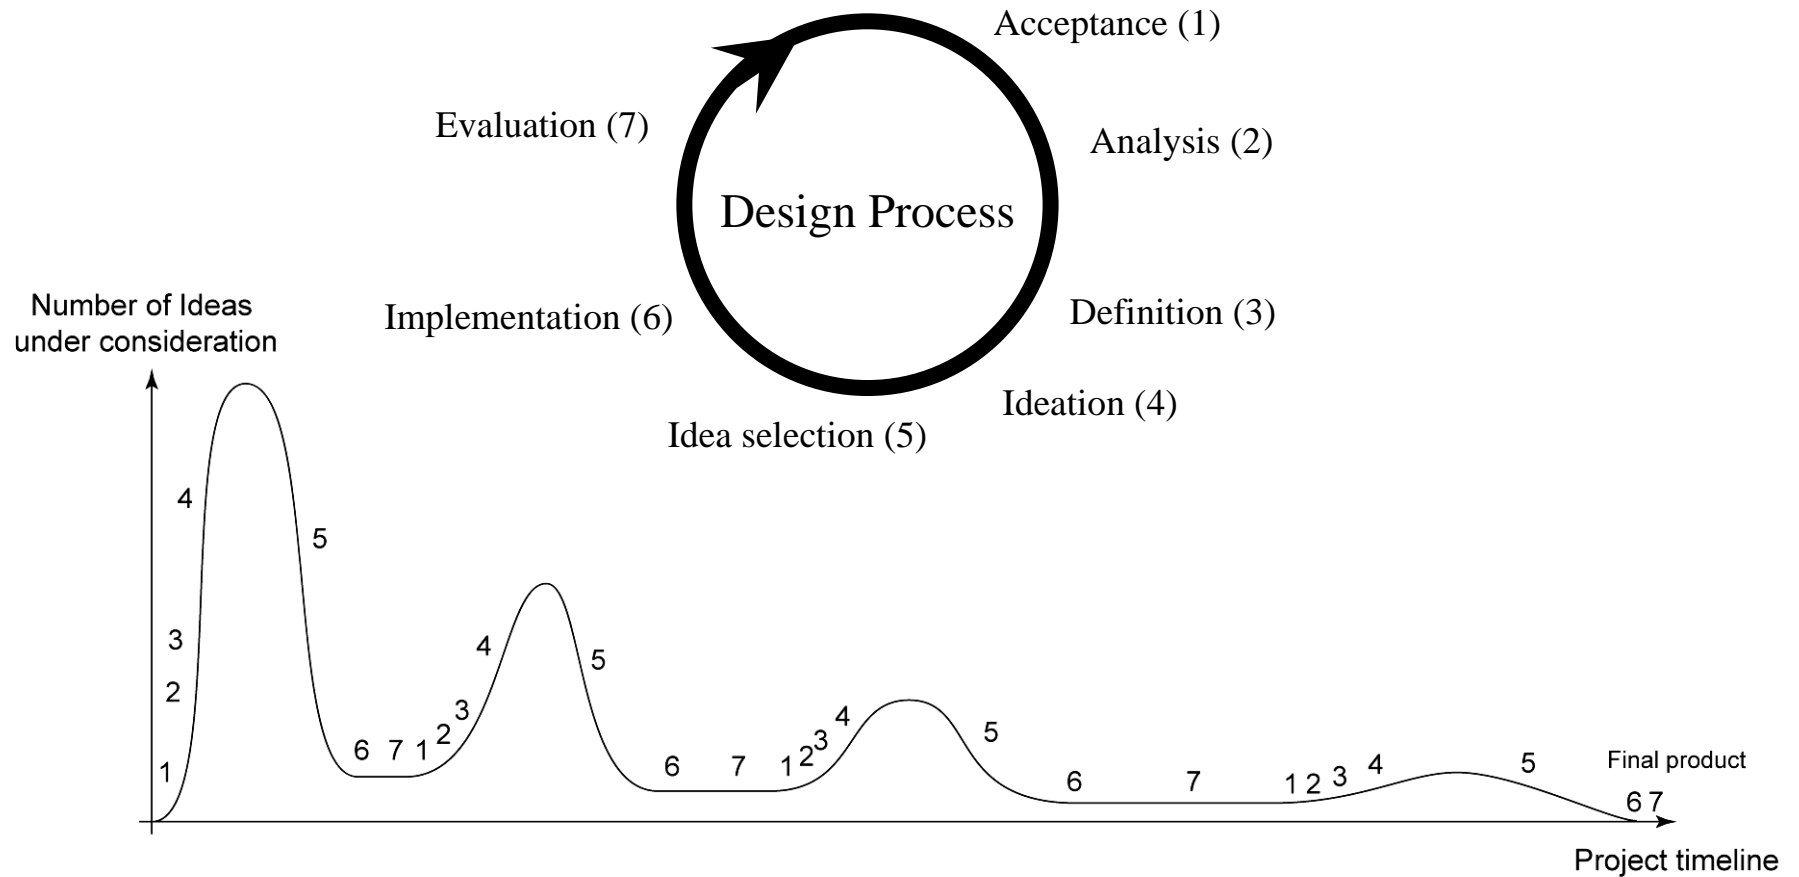 Acceptance (1)
Evaluation (7)
Analysis (2)
Design Process
Number of Ideas
under consideration
Implementation (6)
Definition (3)
Ideation (4)
Idea selection (5)
4
5
3
2
1
6 7 1 2 3
4
5
6 7 1 2 3 4
5
6 7 1 2 3 4
5
Final product
6 7
Project timeline